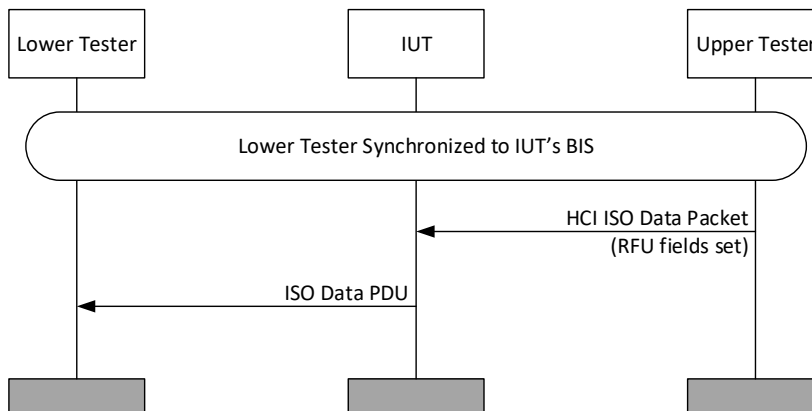 Lower Tester
IUT
Upper Tester
Lower Tester Synchronized to IUT’s BIS
HCI ISO Data Packet
(RFU fields set)
ISO Data PDU